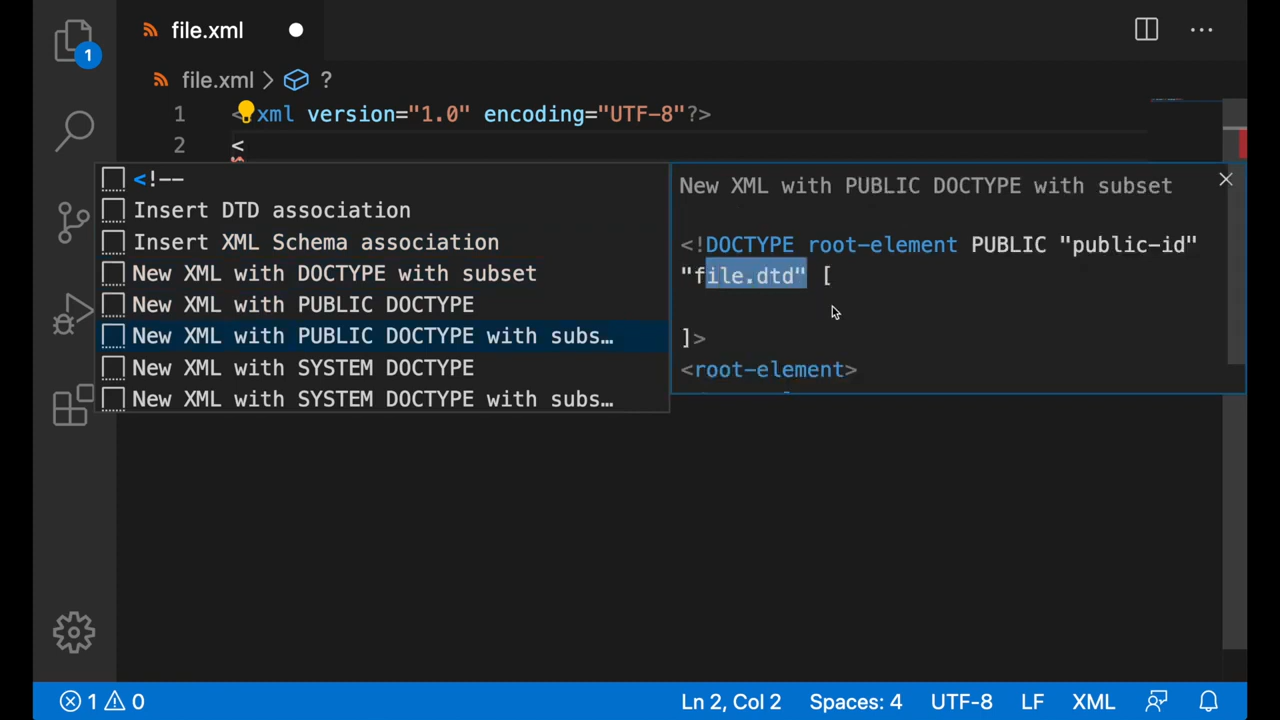 file.xml
1
file.xml > ?
1 <?xml version="1.0" encoding="UTF-8"?>
2 <
<!--
Insert DTD association
Insert XML Schema association
New XML with DOCTYPE with subset
New XML with PUBLIC DOCTYPE
New XML with PUBLIC DOCTYPE with subs…
New XML with SYSTEM DOCTYPE
New XML with SYSTEM DOCTYPE with subs…
New XML with PUBLIC DOCTYPE with subset
<!DOCTYPE root-element PUBLIC "public-id"
"file.dtd" [
]>
<root-element>
1 0
Ln 2, Col 2 Spaces: 4 UTF-8 LF XML